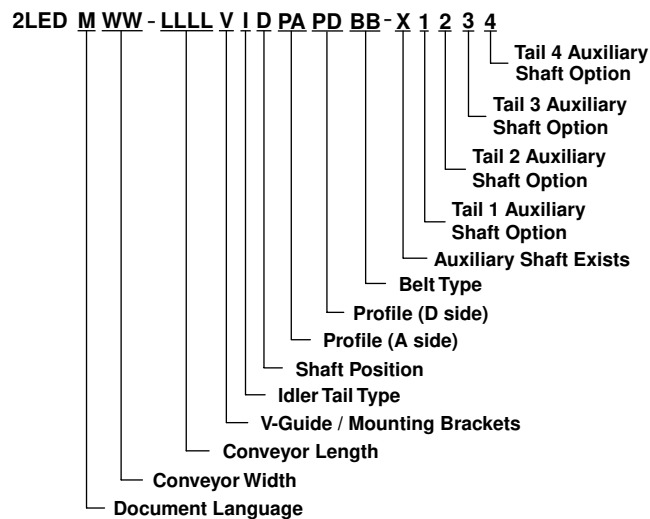 2LED M WW - LLLL V I D PA PD BB - X 1 2 3 4
Tail 4 Auxiliary
Shaft Option
Tail 3 Auxiliary
Shaft Option
Tail 2 Auxiliary
Shaft Option
Tail 1 Auxiliary
Shaft Option
Auxiliary Shaft Exists
Belt Type
Profile (D side)
Profile (A side)
Shaft Position
Idler Tail Type
V-Guide / Mounting Brackets
Conveyor Length
Conveyor Width
Document Language